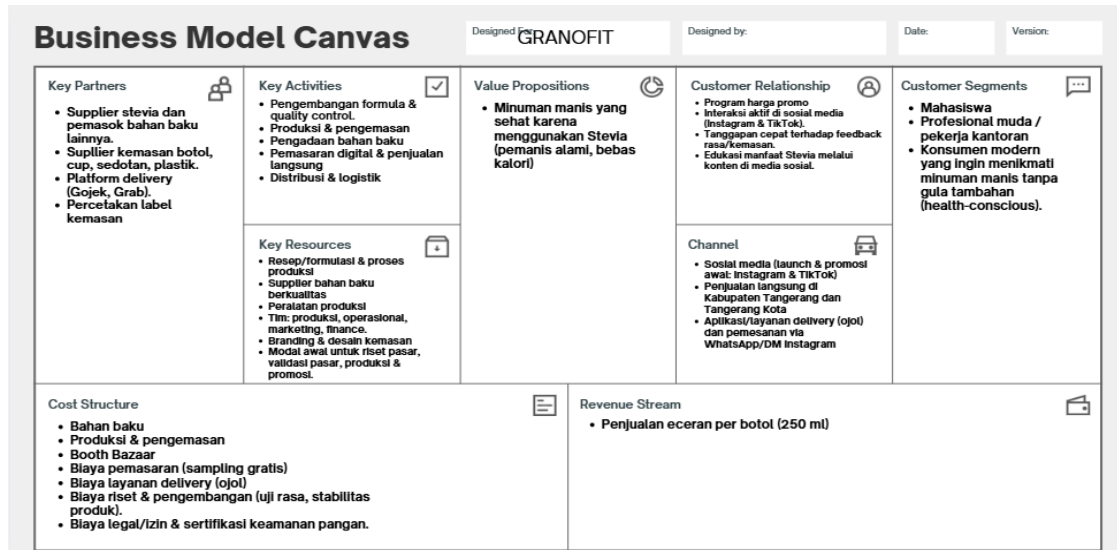 Business Model Canvas
Designed For:
GRANOFIT
Designed by:
Date:
Version:
Key Partners
• Supplier stevia dan
pemasok bahan baku
lainnya.
• Supllier kemasan botol,
cup, sedotan, plastik.
• Platform delivery
(Gojek, Grab).
• Percetakan label
kemasan
Key Activities
• Pengembangan formula &
quality control.
• Produksi & pengemasan
• Pengadaan bahan baku
• Pemasaran digital & penjualan
langsung
• Distribusi & logistik
Key Resources
• Resep/formulasi & proses
produksi
• Supplier bahan baku
berkualitas
• Peralatan produksi
• Tim: produksi, operasional,
marketing, finance.
• Branding & desain kemasan
• Modal awal untuk riset pasar,
validasi pasar, produksi &
promosi.
Value Propositions
• Minuman manis yang
sehat karena
menggunakan Stevia
(pemanis alami, bebas
kalori)
Customer Relationship
• Program harga promo
• Interaksi aktif di sosial media
(Instagram & TikTok).
• Tanggapan cepat terhadap feedback
rasa/kemasan.
• Edukasi manfaat Stevia melalui
konten di media sosial.
Channel
• Sosial media (launch & promosi
awal: Instagram & TikTok)
• Penjualan langsung di
Kabupaten Tangerang dan
Tangerang Kota
• Aplikasi/layanan delivery (ojol)
dan pemesanan via
WhatsApp/DM Instagram
Customer Segments
• Mahasiswa
• Profesional muda /
pekerja kantoran
• Konsumen modern
yang ingin menikmati
minuman manis tanpa
gula tambahan
(health-conscious).
Cost Structure
• Bahan baku
• Produksi & pengemasan
• Booth Bazaar
• Biaya pemasaran (sampling gratis)
• Biaya layanan delivery (ojol)
• Biaya riset & pengembangan (uji rasa, stabilitas
produk).
• Biaya legal/izin & sertifikasi keamanan pangan.
Revenue Stream
• Penjualan eceran per botol (250 ml)